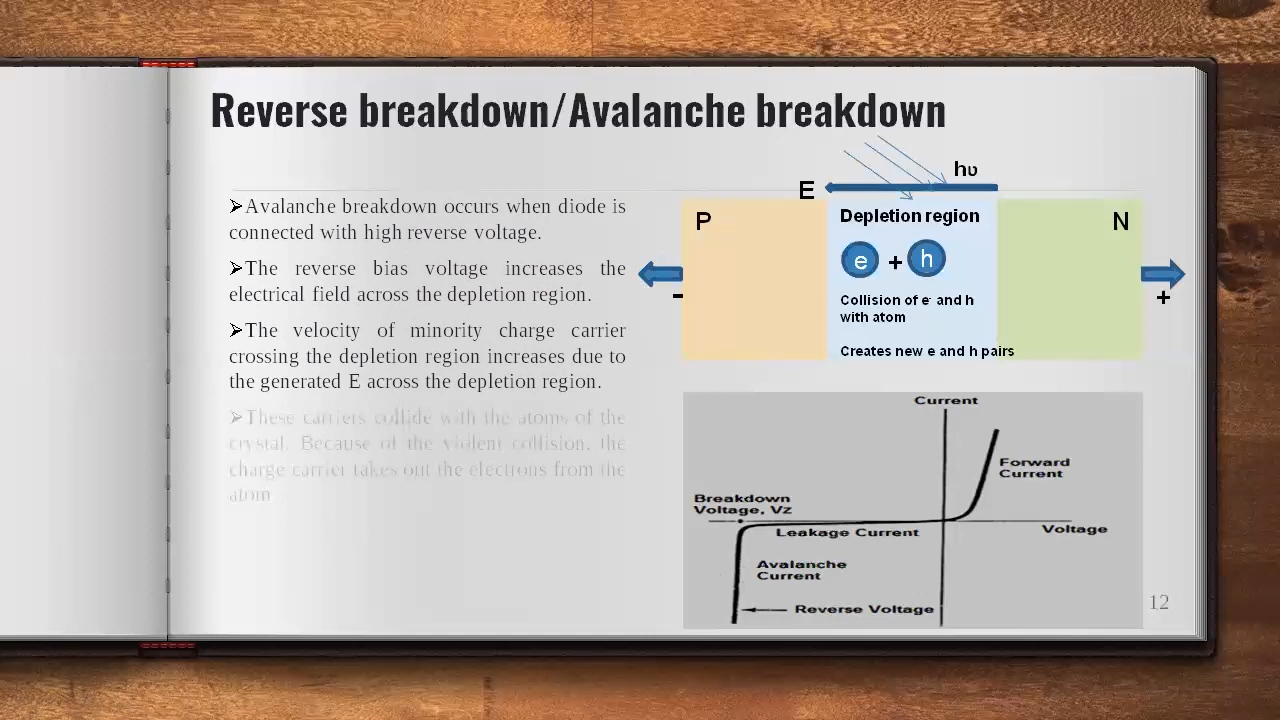 Reverse breakdown/Avalanche breakdown
➢Avalanche breakdown occurs when diode is
connected with high reverse voltage.
➢The reverse bias voltage increases the
electrical field across the depletion region.
➢The velocity of minority charge carrier
crossing the depletion region increases due to
the generated E across the depletion region.
➢These carriers collide with the atoms of the
crystal. Because of the violent collision, the
charge carrier takes out the electrons from the
atom
hυ
E
P
Depletion region
N
e + h
- +
Collision of e- and h
with atom
Creates new e and h pairs
Current
Forward
Current
Breakdown
Voltage, Vz
Leakage Current
Voltage
Avalanche
Current
Reverse Voltage
12